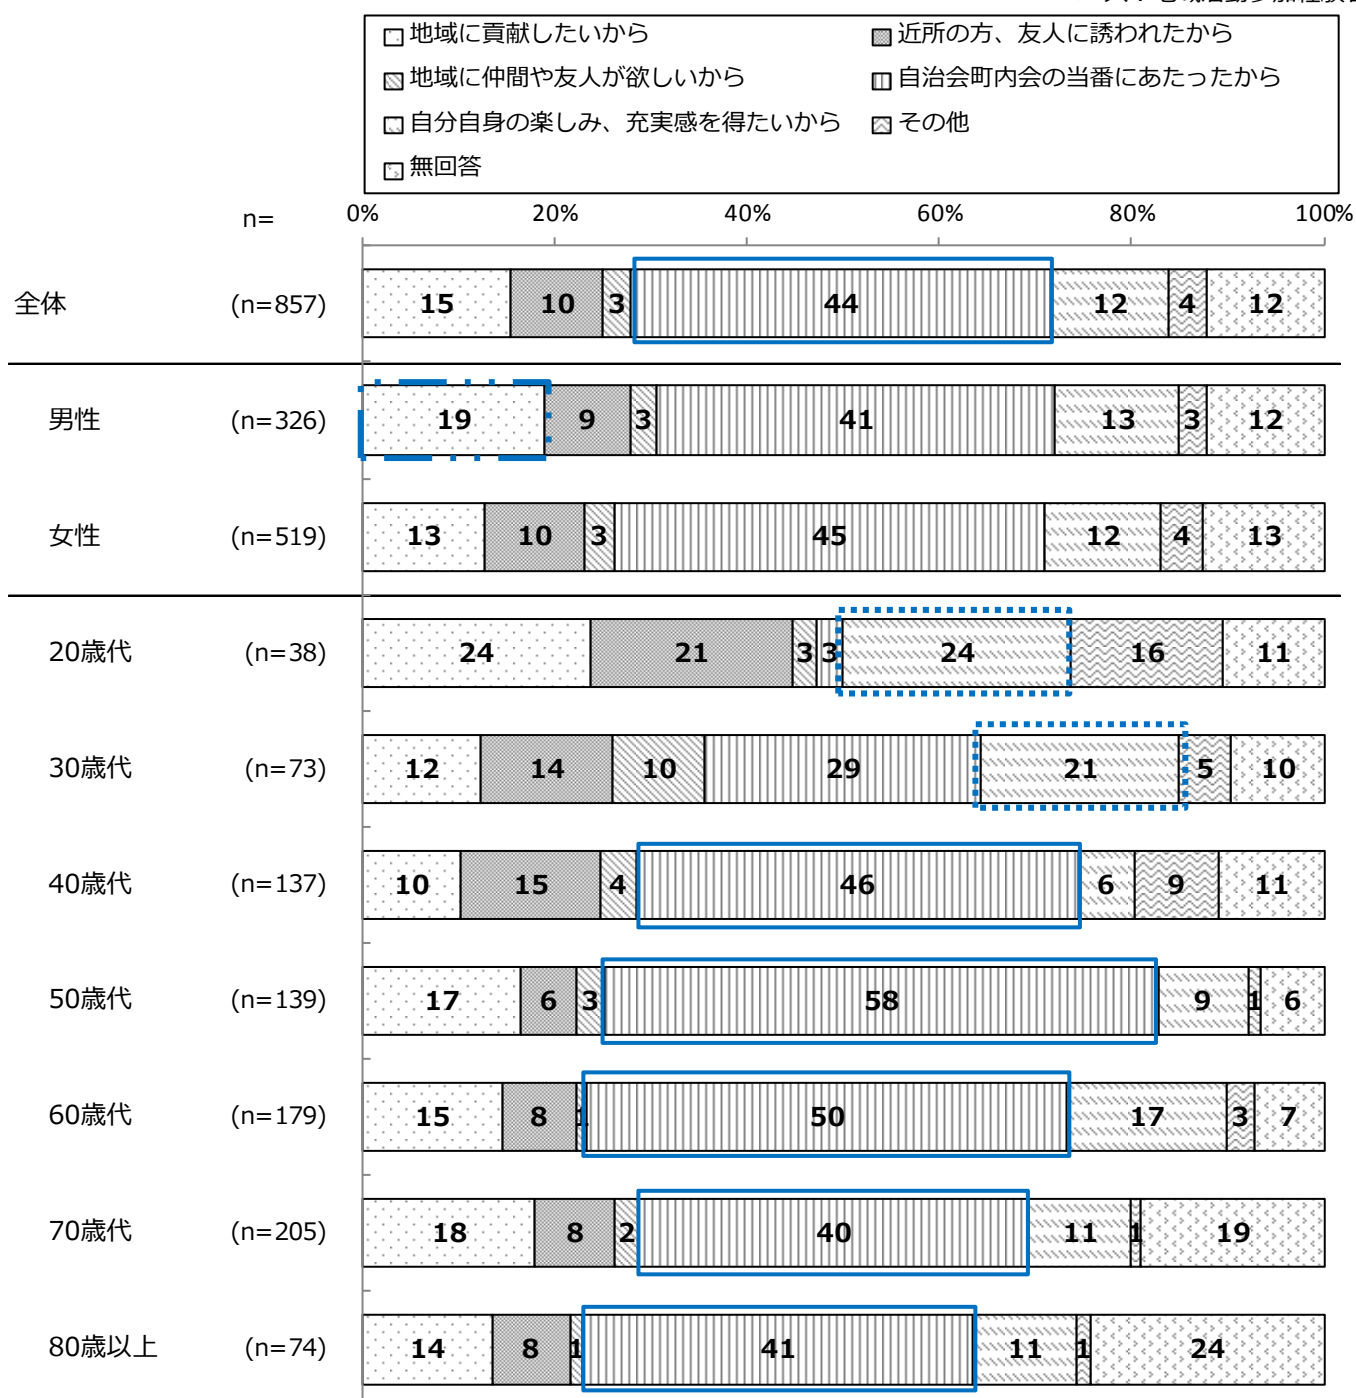 地域に貢献したいから 近所の方、友人に誘われたから
地域に仲間や友人が欲しいから 自治会町内会の当番にあたったから
自分自身の楽しみ、充実感を得たいから その他
無回答
n= 0% 20% 40% 60% 80% 100%
全体 (n=857) 15 10 3 44 12 4 12
男性 (n=326) 19 9 3 41 13 3 12
女性 (n=519) 13 10 3 45 12 4 13
20歳代 (n=38) 24 21 3 3 24 16 11
30歳代 (n=73) 12 14 10 29 21 5 10
40歳代 (n=137) 10 15 4 46 6 9 11
50歳代 (n=139) 17 6 3 58 9 1 6
60歳代 (n=179) 15 8 1 50 17 3 7
70歳代 (n=205) 18 8 2 40 11 1 19
80歳以上 (n=74) 14 8 1 41 11 1 24